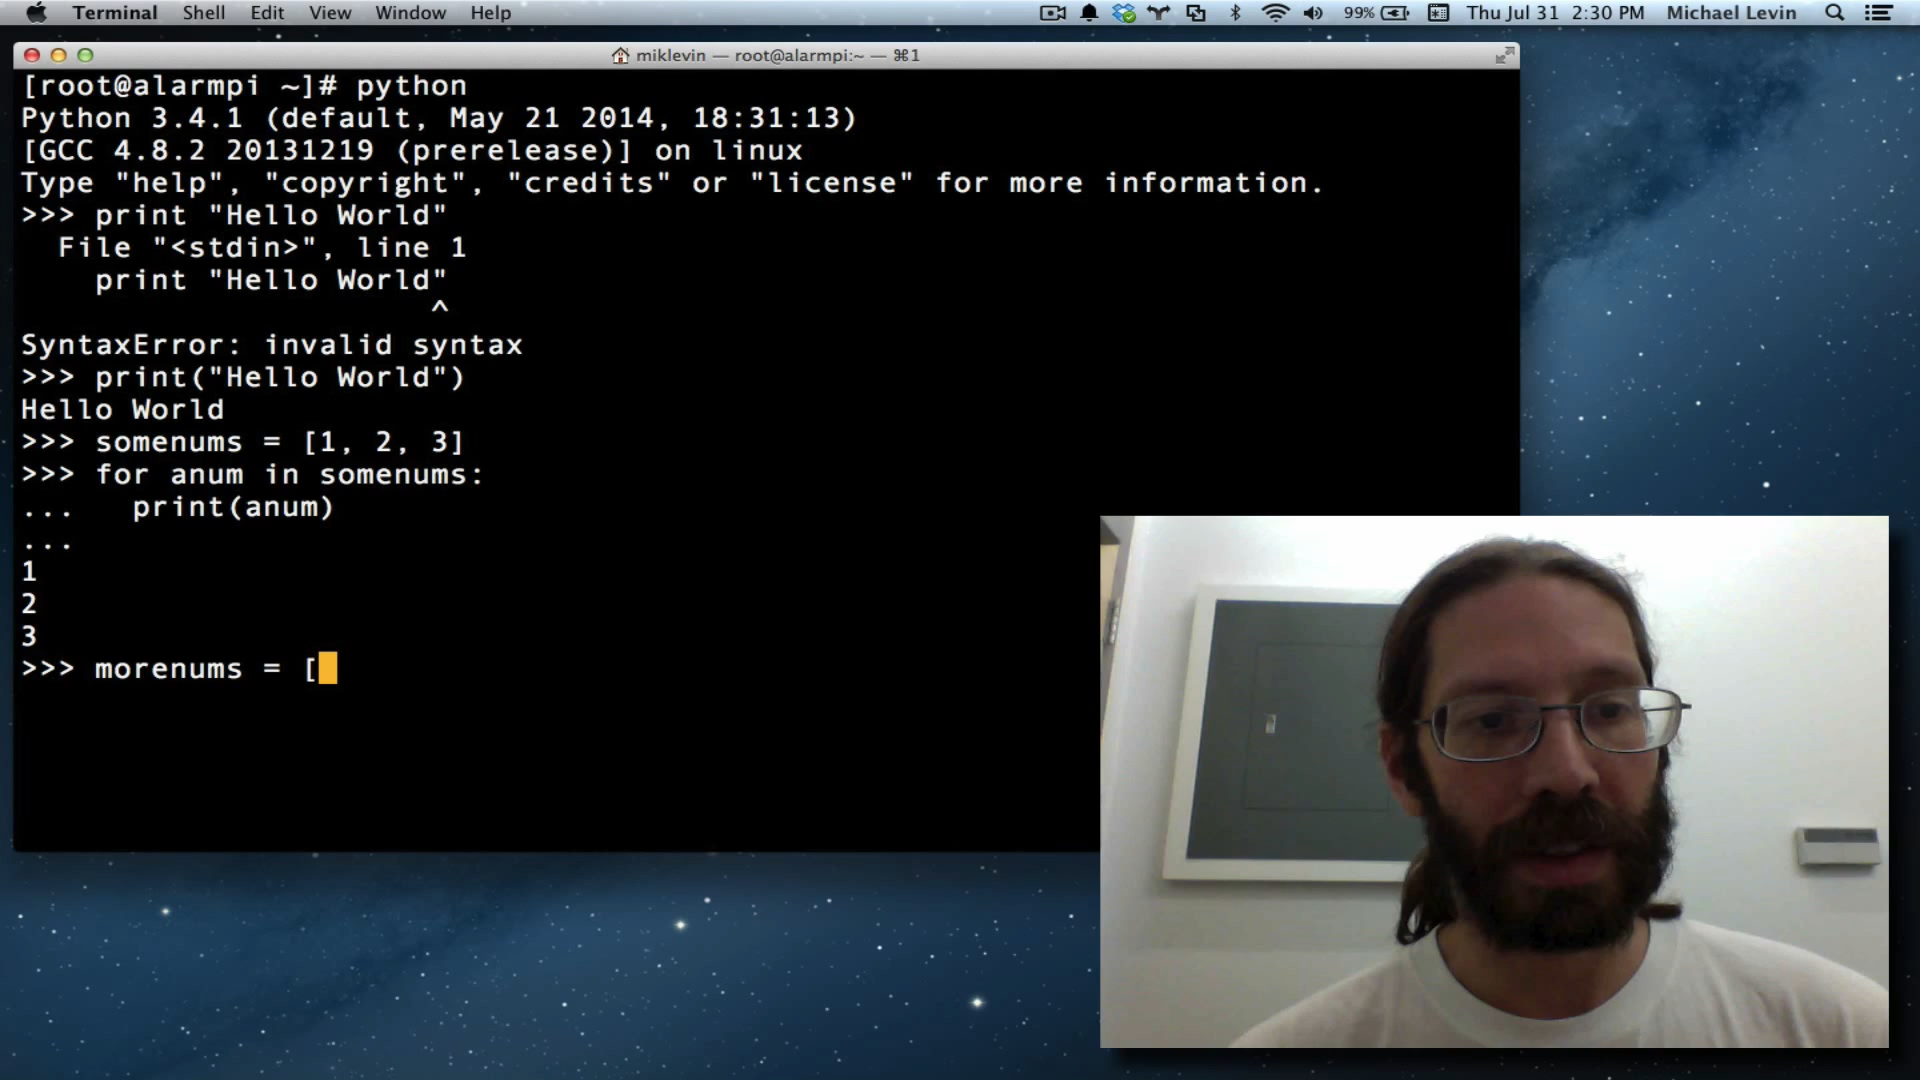 Terminal Shell Edit View Window Help 99% Thu Jul 31 2:30 PM Michael Levin
miklevin — root@alarmpi:~ — ⌘1
[root@alarmpi ~]# python
Python 3.4.1 (default, May 21 2014, 18:31:13)
[GCC 4.8.2 20131219 (prerelease)] on linux
Type "help", "copyright", "credits" or "license" for more information.
>>> print "Hello World"
  File "<stdin>", line 1
    print "Hello World"
                      ^
SyntaxError: invalid syntax
>>> print("Hello World")
Hello World
>>> somenums = [1, 2, 3]
>>> for anum in somenums:
...   print(anum)
...
1
2
3
>>> morenums = [